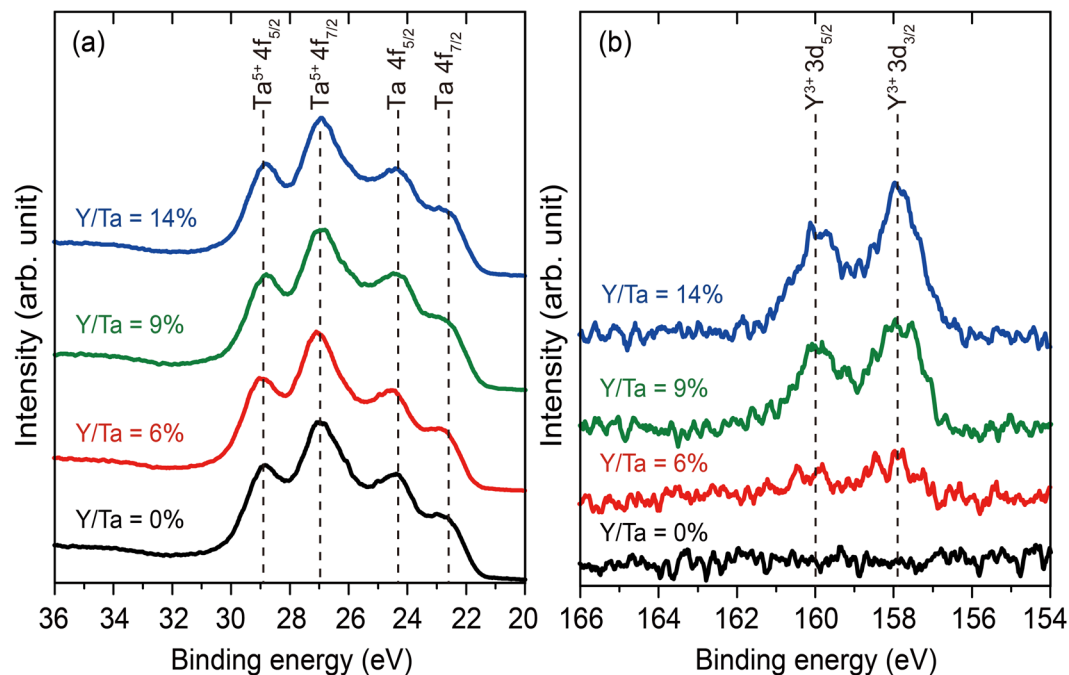 (a)
Ta⁵⁺ 4f₅/₂
Ta⁵⁺ 4f₇/₂
Ta 4f₅/₂
Ta 4f₇/₂
Y/Ta = 14%
Y/Ta = 9%
Y/Ta = 6%
Y/Ta = 0%
Intensity (arb. unit)
36 34 32 30 28 26 24 22 20
Binding energy (eV)
(b)
Y³⁺ 3d₅/₂
Y³⁺ 3d₃/₂
Y/Ta = 14%
Y/Ta = 9%
Y/Ta = 6%
Y/Ta = 0%
Intensity (arb. unit)
166 164 162 160 158 156 154
Binding energy (eV)